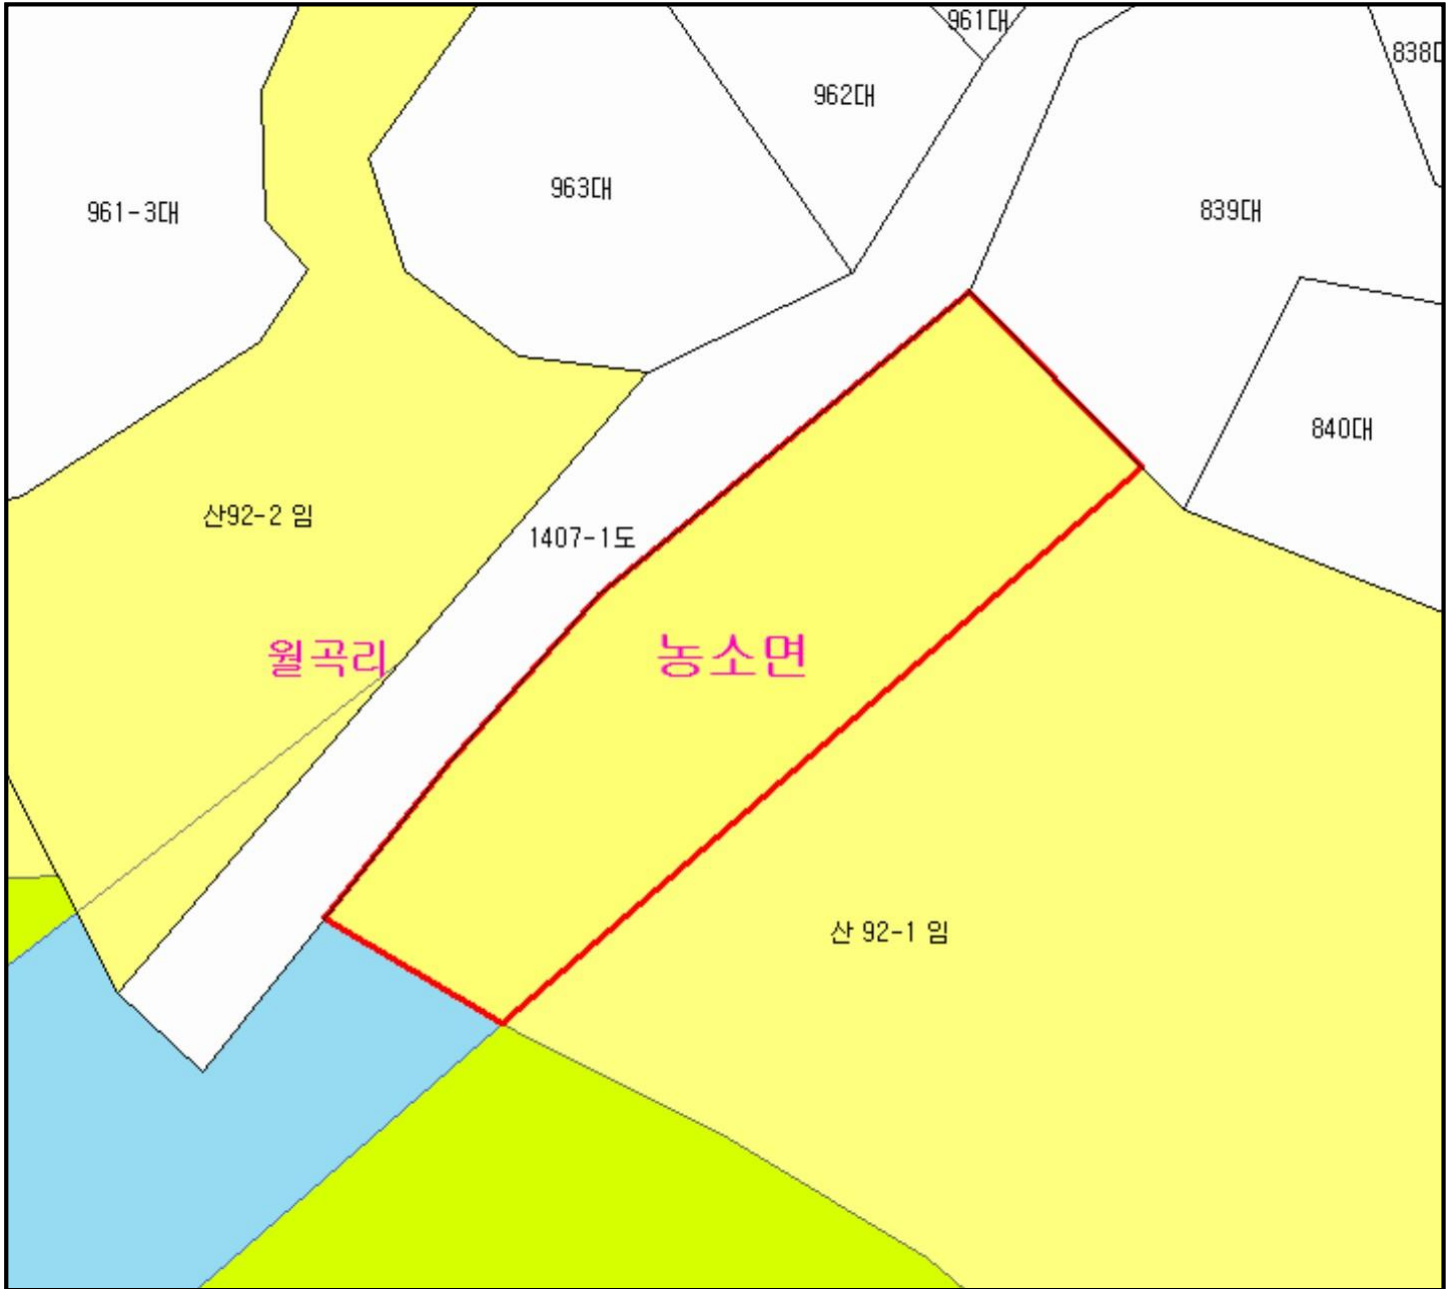 961대
838대
962대
963대
961-3대
839대
840대
산92-2 임
1407-1도
월곡리
농소면
산 92-1 임